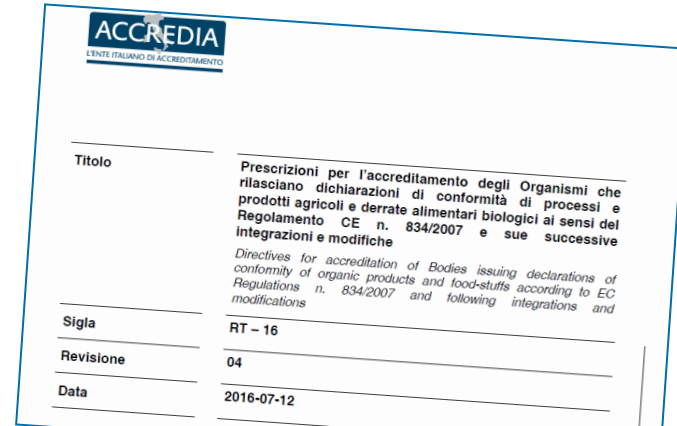 ACCREDIA
L'ENTE ITALIANO DI ACCREDITAMENTO
Titolo
Prescrizioni per l'accreditamento degli Organismi che
rilasciano dichiarazioni di conformità di processi e
prodotti agricoli e derrate alimentari biologici ai sensi del
Regolamento CE n. 834/2007 e sue successive
integrazioni e modifiche
Directives for accreditation of Bodies issuing declarations of
conformity of organic products and food-stuffs according to EC
Regulations n. 834/2007 and following integrations and
modifications
Sigla
RT – 16
Revisione
04
Data
2016-07-12